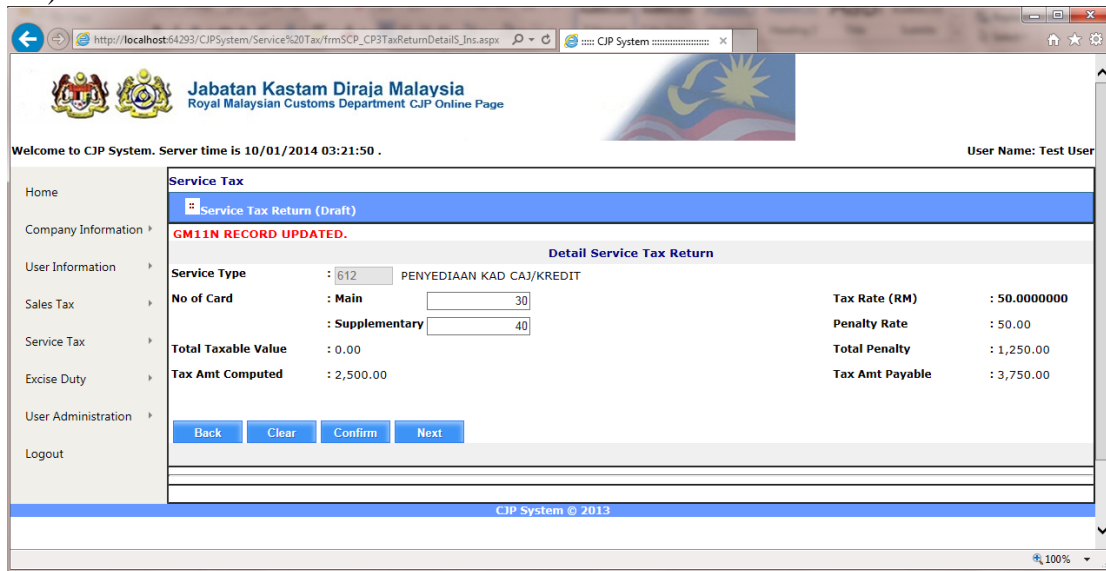 http://localhost:64293/CJPSystem/Service%20Tax/frmSCP_CP3TaxReturnDetailS_Ins.aspx
::::: CJP System ::::::::::::::::::::
Jabatan Kastam Diraja Malaysia
Royal Malaysian Customs Department CJP Online Page
Welcome to CJP System. Server time is 10/01/2014 03:21:50 . User Name: Test User
Home
Company Information
User Information
Sales Tax
Service Tax
Excise Duty
User Administration
Logout
Service Tax
Service Tax Return (Draft)
GM11N RECORD UPDATED.
Detail Service Tax Return
Service Type : 612 PENYEDIAAN KAD CAJ/KREDIT
No of Card : Main 30 Tax Rate (RM) : 50.0000000
: Supplementary 40 Penalty Rate : 50.00
Total Taxable Value : 0.00 Total Penalty : 1,250.00
Tax Amt Computed : 2,500.00 Tax Amt Payable : 3,750.00
Back Clear Confirm Next
CJP System © 2013
100%